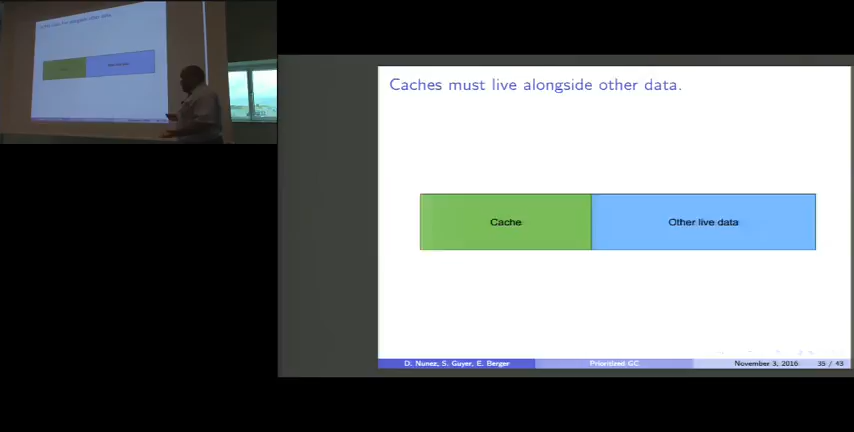 Caches must live alongside other data.
Cache
Other live data
D. Nunez, S. Guyer, E. Berger
Prioritized GC
November 3, 2016
35 / 43